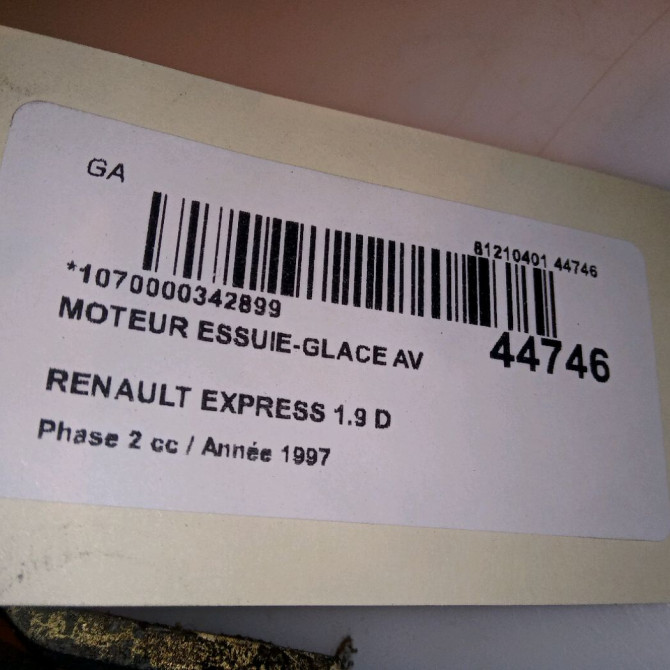 GA
81210401 44746
*1070000342899
MOTEUR ESSUIE-GLACE AV
44746
RENAULT EXPRESS 1.9 D
Phase 2 cc / Année 1997